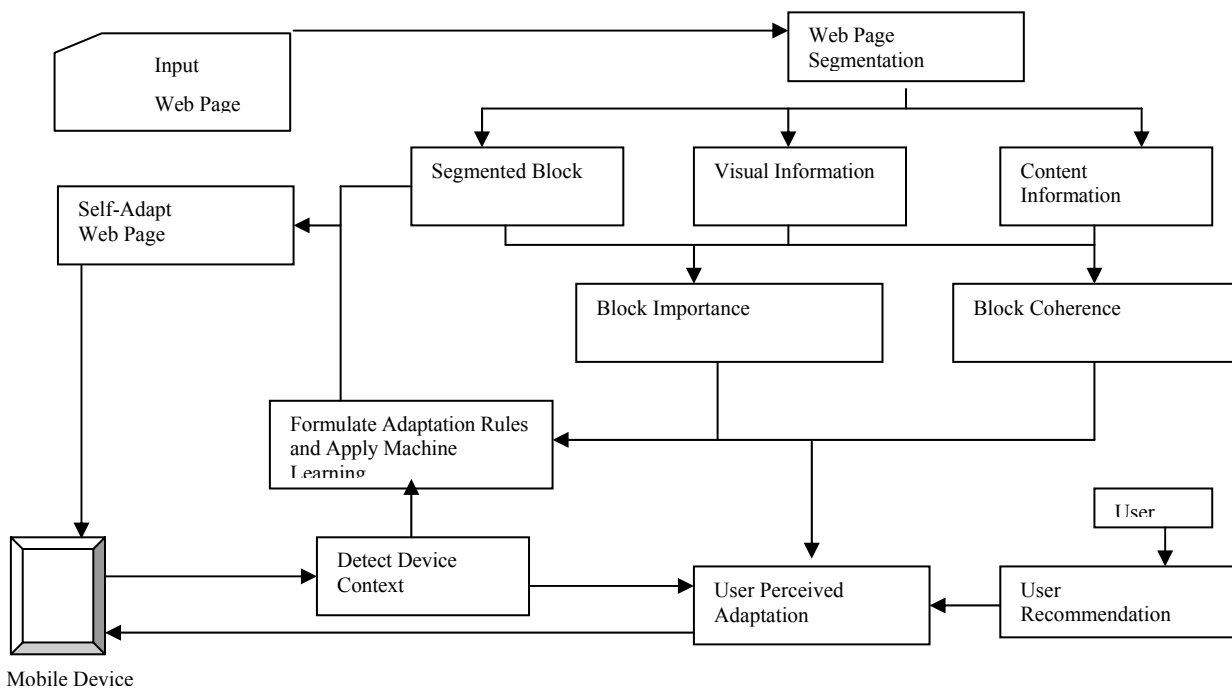 Input
Web Page
Web Page
Segmentation
Segmented Block
Visual Information
Content
Information
Self-Adapt
Web Page
Block Importance
Block Coherence
Formulate Adaptation Rules
and Apply Machine
Learning
User
Detect Device
Context
User Perceived
Adaptation
User
Recommendation
Mobile Device